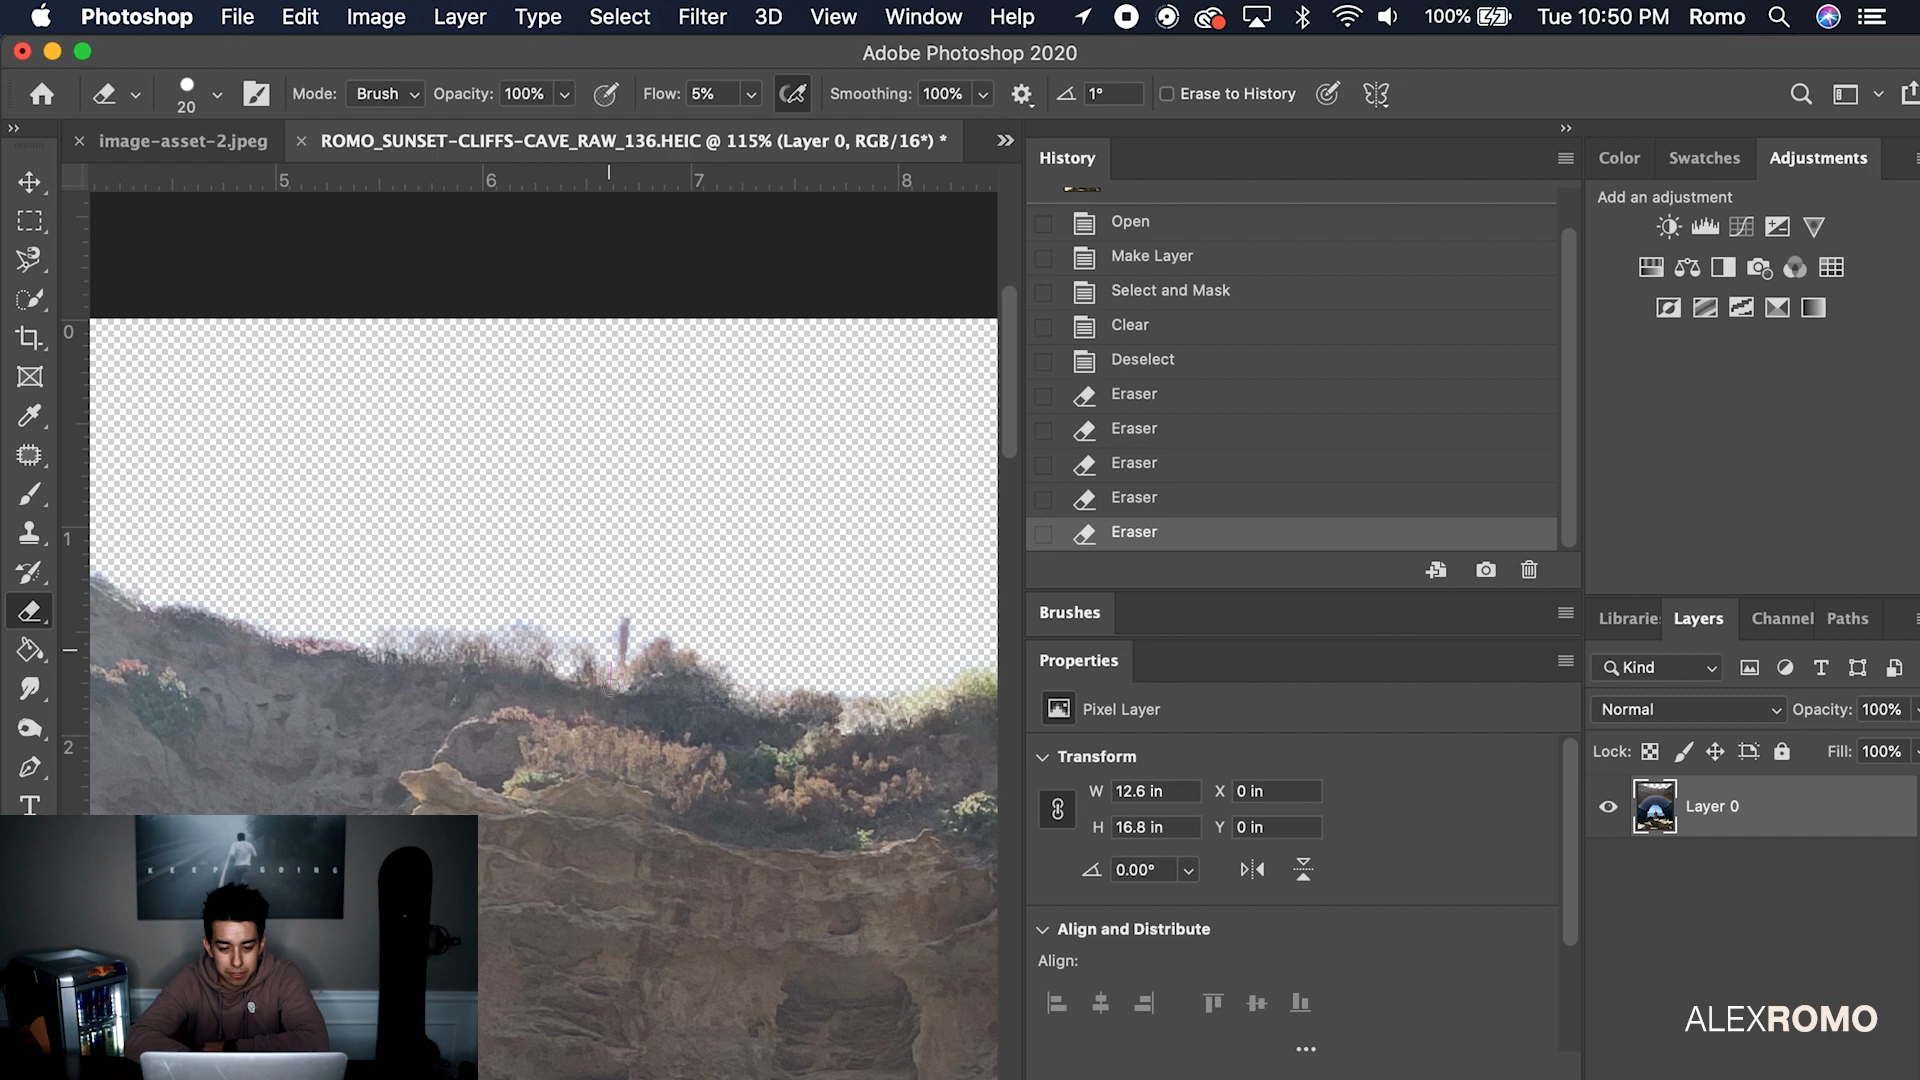 Photoshop File Edit Image Layer Type Select Filter 3D View Window Help 100% Tue 10:50 PM Romo
Adobe Photoshop 2020
20 Mode: Brush Opacity: 100% Flow: 5% Smoothing: 100% 1° Erase to History
image-asset-2.jpeg ROMO_SUNSET-CLIFFS-CAVE_RAW_136.HEIC @ 115% (Layer 0, RGB/16*) *
History
Color Swatches Adjustments
5 6 7 8
Add an adjustment
Open
Make Layer
Select and Mask
Clear
Deselect
Eraser
Eraser
Eraser
Eraser
Eraser
0
1
2
Brushes
Properties
Pixel Layer
Transform
W 12.6 in X 0 in
H 16.8 in Y 0 in
0.00°
Align and Distribute
Align:
Librarie Layers Channel Paths
Kind
Normal Opacity: 100%
Lock: Fill: 100%
Layer 0
KEEP GOING
ALEXROMO